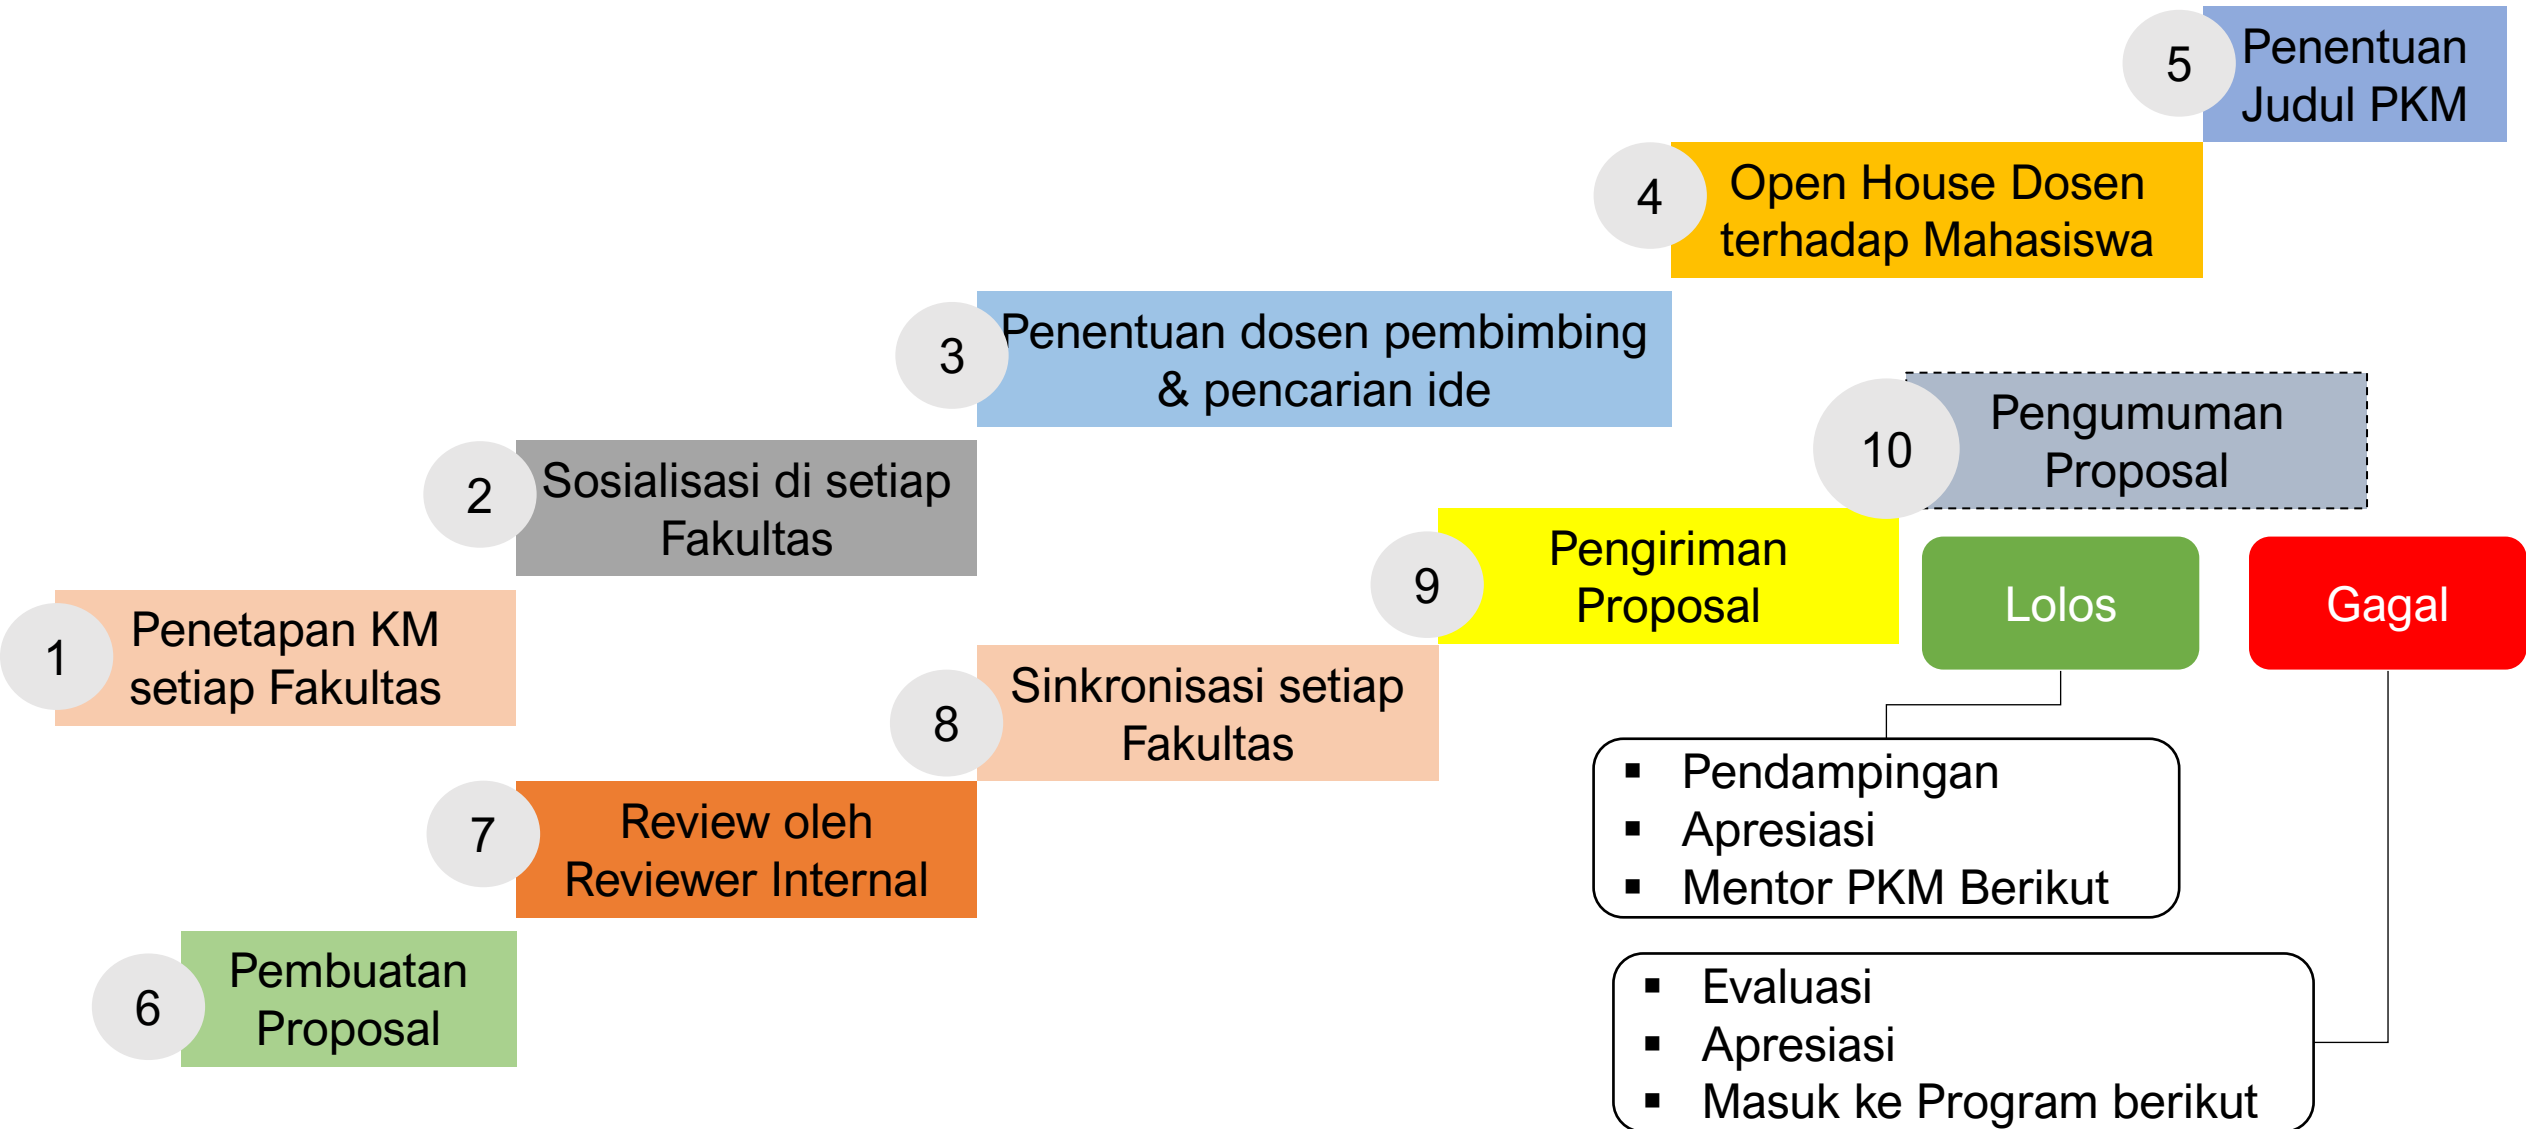 1
Penetapan KM
setiap Fakultas
2
Sosialisasi di setiap
Fakultas
3
Penentuan dosen pembimbing
& pencarian ide
4
Open House Dosen
terhadap Mahasiswa
5
Penentuan
Judul PKM
6
Pembuatan
Proposal
7
Review oleh
Reviewer Internal
8
Sinkronisasi setiap
Fakultas
9
Pengiriman
Proposal
10
Pengumuman
Proposal
Lolos
▪ Pendampingan
▪ Apresiasi
▪ Mentor PKM Berikut
Gagal
▪ Evaluasi
▪ Apresiasi
▪ Masuk ke Program berikut